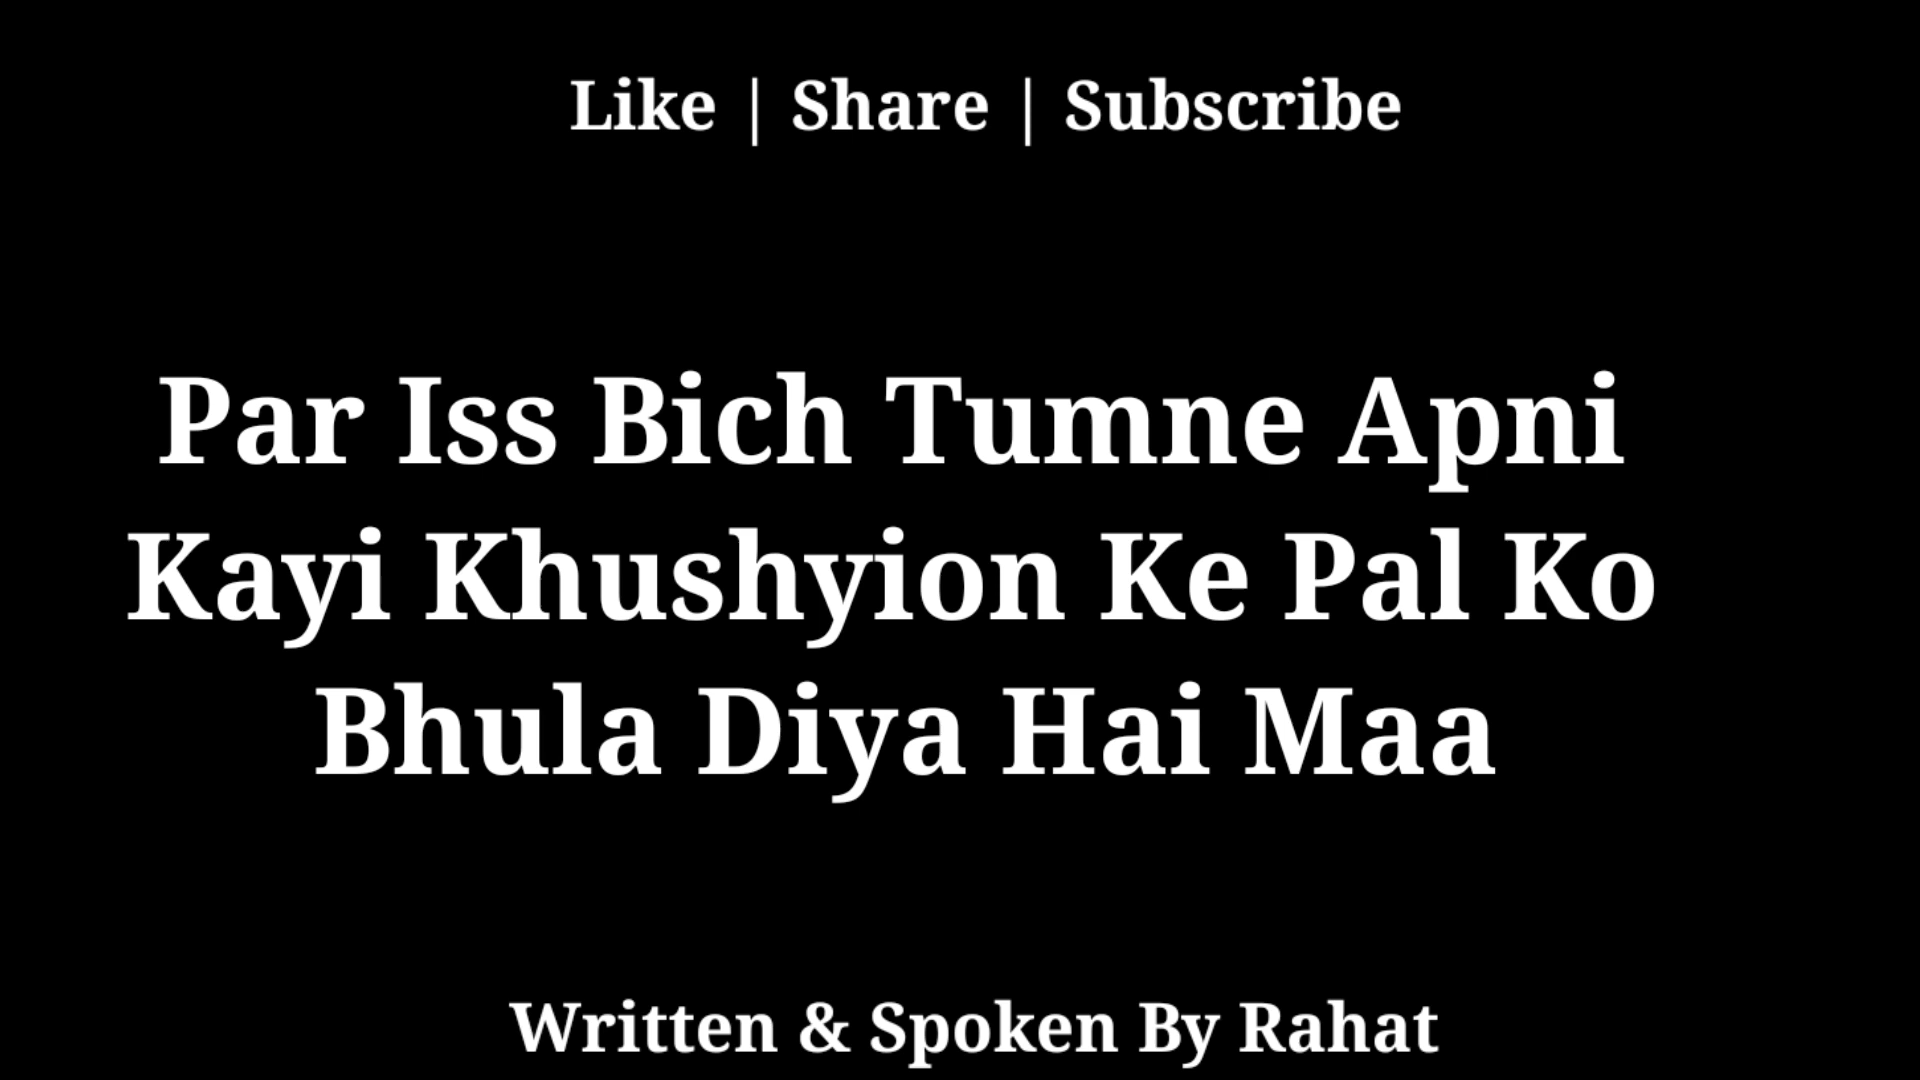 Like | Share | Subscribe
Par Iss Bich Tumne Apni
Kayi Khushyion Ke Pal Ko
Bhula Diya Hai Maa
Written & Spoken By Rahat